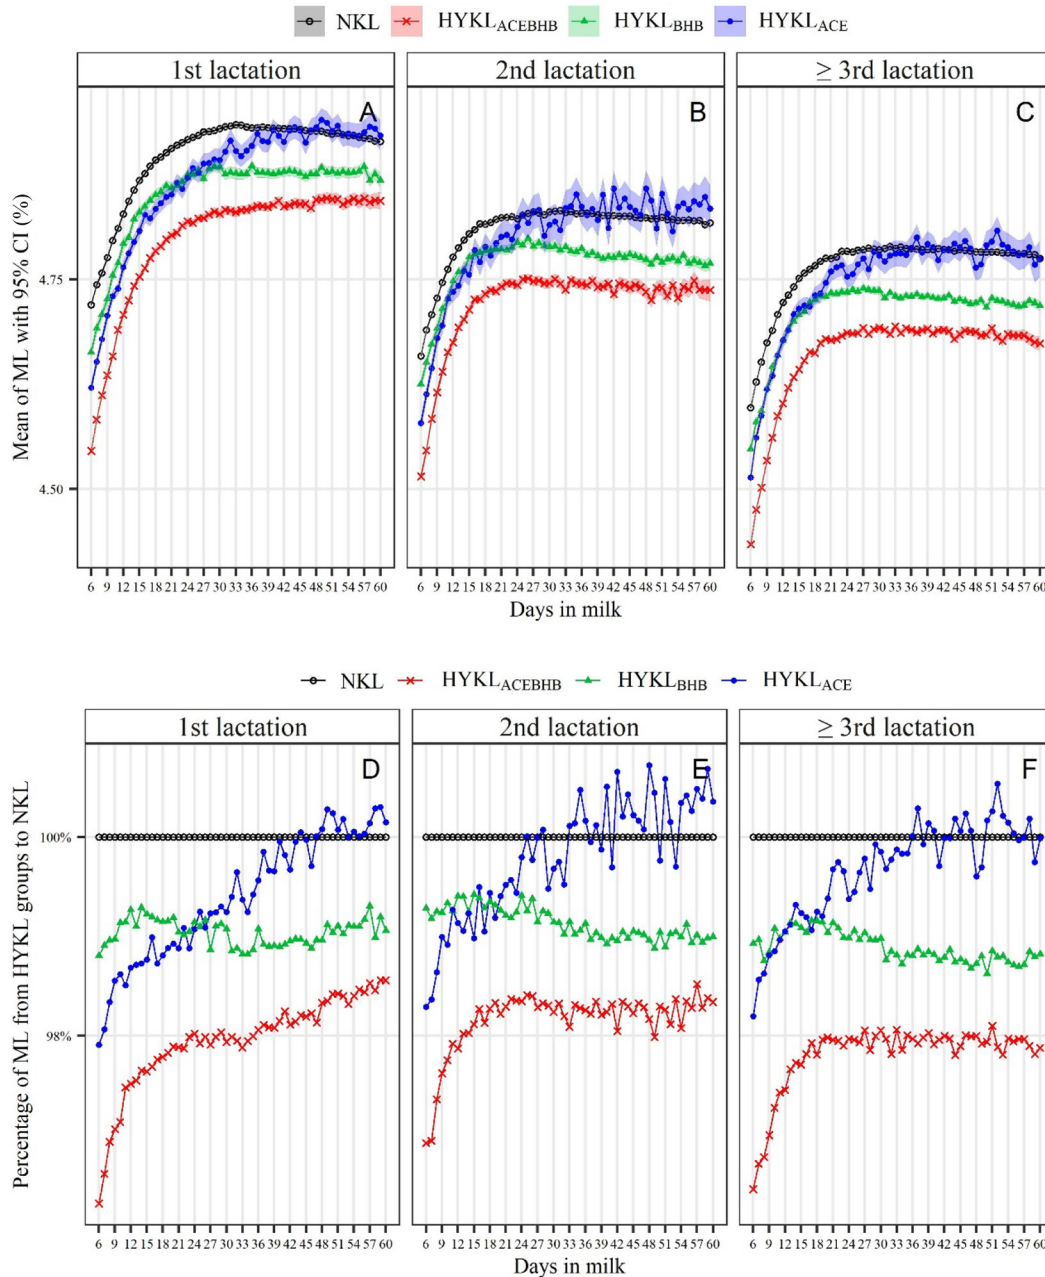 NKL HYKL_ACEBHB HYKL_BHB HYKL_ACE
1st lactation 2nd lactation ≥ 3rd lactation
A B C
Mean of ML with 95% CI (%)
4.75
4.50
6 9 12 15 18 21 24 27 30 33 36 39 42 45 48 51 54 57 60 6 9 12 15 18 21 24 27 30 33 36 39 42 45 48 51 54 57 60 6 9 12 15 18 21 24 27 30 33 36 39 42 45 48 51 54 57 60
Days in milk
NKL HYKL_ACEBHB HYKL_BHB HYKL_ACE
1st lactation 2nd lactation ≥ 3rd lactation
D E F
Percentage of ML from HYKL groups to NKL
100%
98%
6 9 12 15 18 21 24 27 30 33 36 39 42 45 48 51 54 57 60 6 9 12 15 18 21 24 27 30 33 36 39 42 45 48 51 54 57 60 6 9 12 15 18 21 24 27 30 33 36 39 42 45 48 51 54 57 60
Days in milk